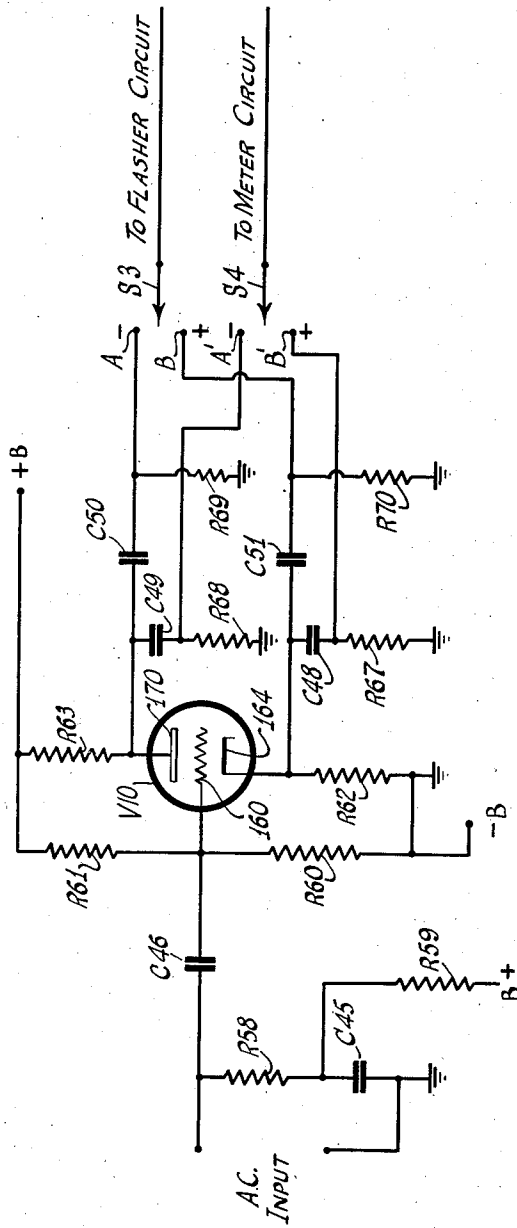 +B
R63
R61
V10
170
160
164
C50
C49
R69
R68
A
−
S3
TO FLASHER CIRCUIT
B
+
A'
−
S4
TO METER CIRCUIT
B'
+
C51
C48
R70
R67
R62
R60
−B
C46
R58
R59
C45
B+
A.C.
INPUT